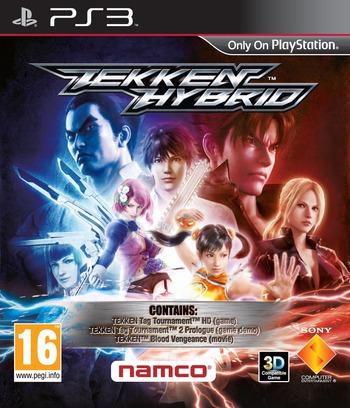 PS3
Only On PlayStation®
TEKKEN™
HYBRID
CONTAINS:
TEKKEN Tag Tournament™ HD (game)
TEKKEN Tag Tournament™ 2 Prologue (game demo)
TEKKEN™ Blood Vengeance (movie)
16
www.pegi.info
namco®
3D
Compatible
Game
SONY
COMPUTER
ENTERTAINMENT®